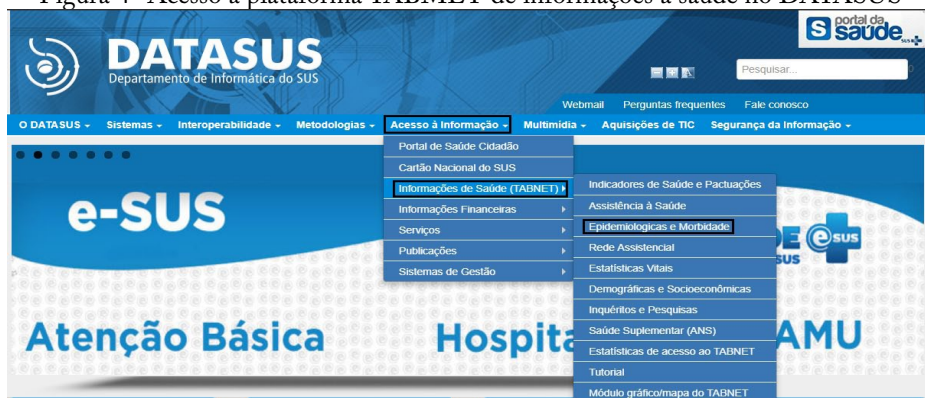 Figura 4- Acesso à plataforma TABNET de informações à saúde no DATASUS
portal da
saúde
SUS
DATASUS
Departamento de Informática do SUS
Pesquisar...
Webmail Perguntas frequentes Fale conosco
O DATASUS Sistemas Interoperabilidade Metodologias Acesso à Informação Multimídia Aquisições de TIC Segurança da Informação
Portal de Saúde Cidadão
Cartão Nacional do SUS
Informações de Saúde (TABNET)
Informações Financeiras
Serviços
Publicações
Sistemas de Gestão
Indicadores de Saúde e Pactuações
Assistência à Saúde
Epidemiologicas e Morbidade
Rede Assistencial
Estatísticas Vitais
Demográficas e Socioeconômicas
Inquéritos e Pesquisas
Saúde Suplementar (ANS)
Estatísticas de acesso ao TABNET
Tutorial
Módulo gráfico/mapa do TABNET
e-SUS
DE e sus
SUS
Atenção Básica
Hospita
AMU